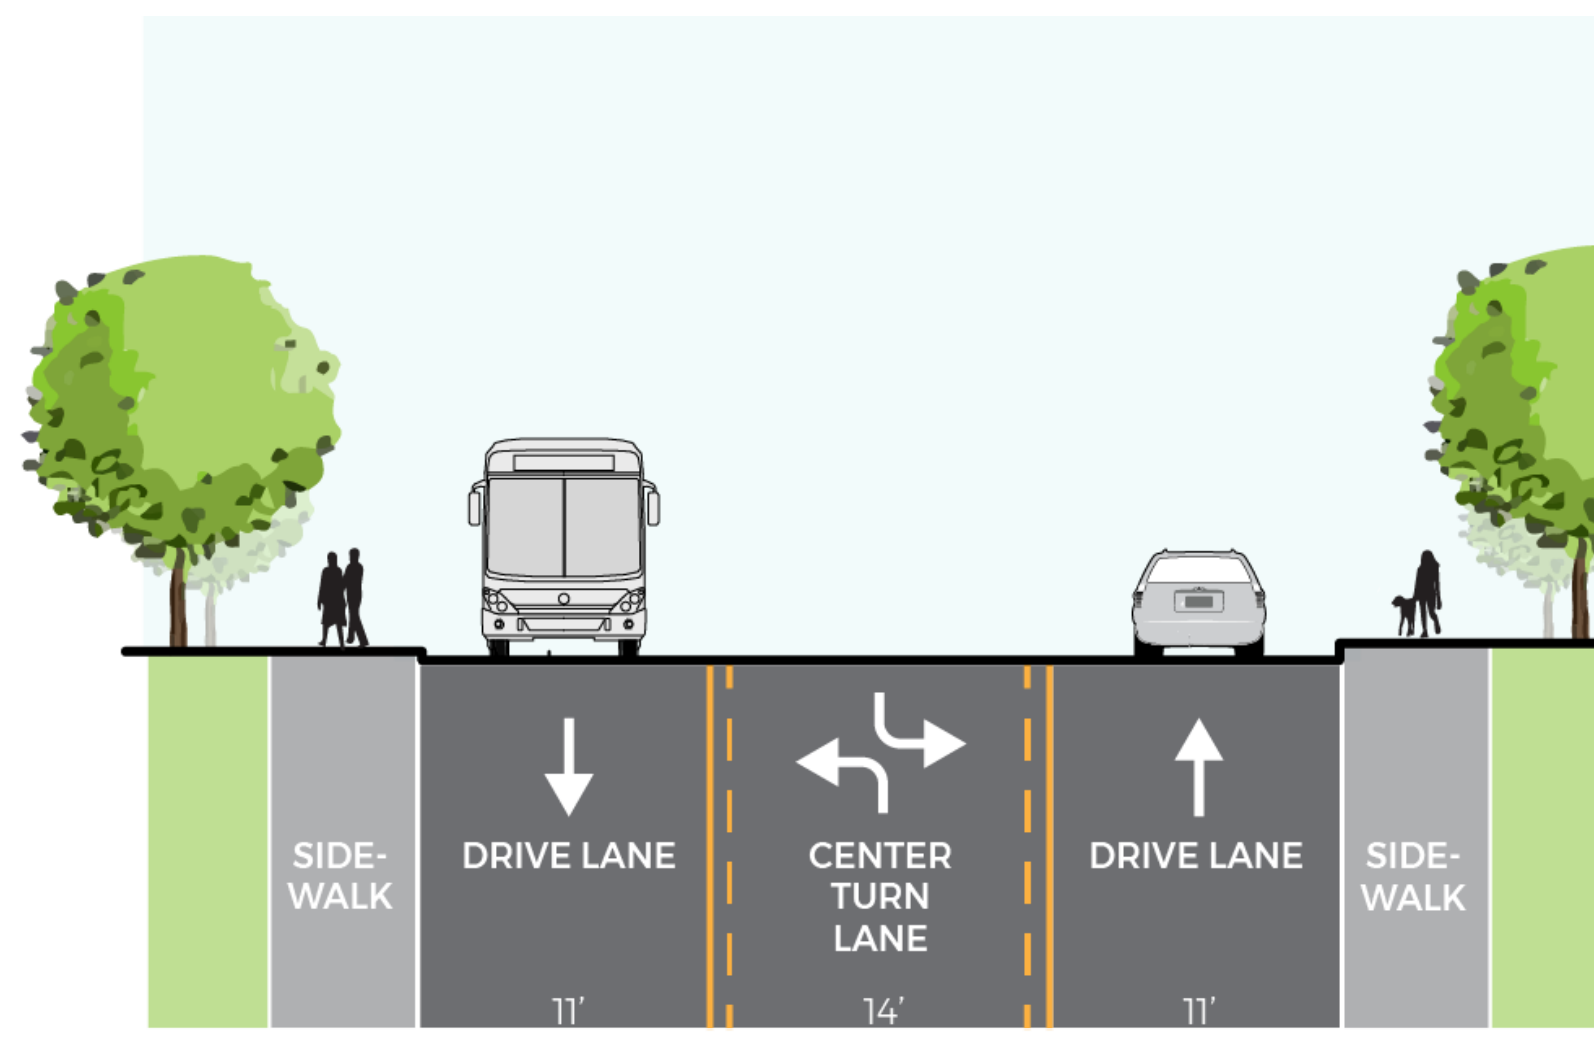 SIDE-
WALK
DRIVE LANE
11’
CENTER
TURN
LANE
14’
DRIVE LANE
11’
SIDE-
WALK